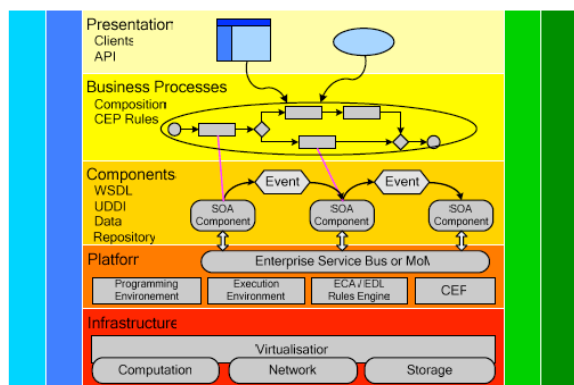 Presentation
Clients
API
Business Processes
Composition
CEP Rules
Components
WSDL
UDDI
Data
Repository
Event
Event
SOA
Component
SOA
Component
SOA
Component
Platforr
Enterprise Service Bus or MoM
Programming
Environement
Execution
Environment
ECA / IEDL
Rules Engine
CEF
Infrastructure
Virtualisatior
Computation
Network
Storage